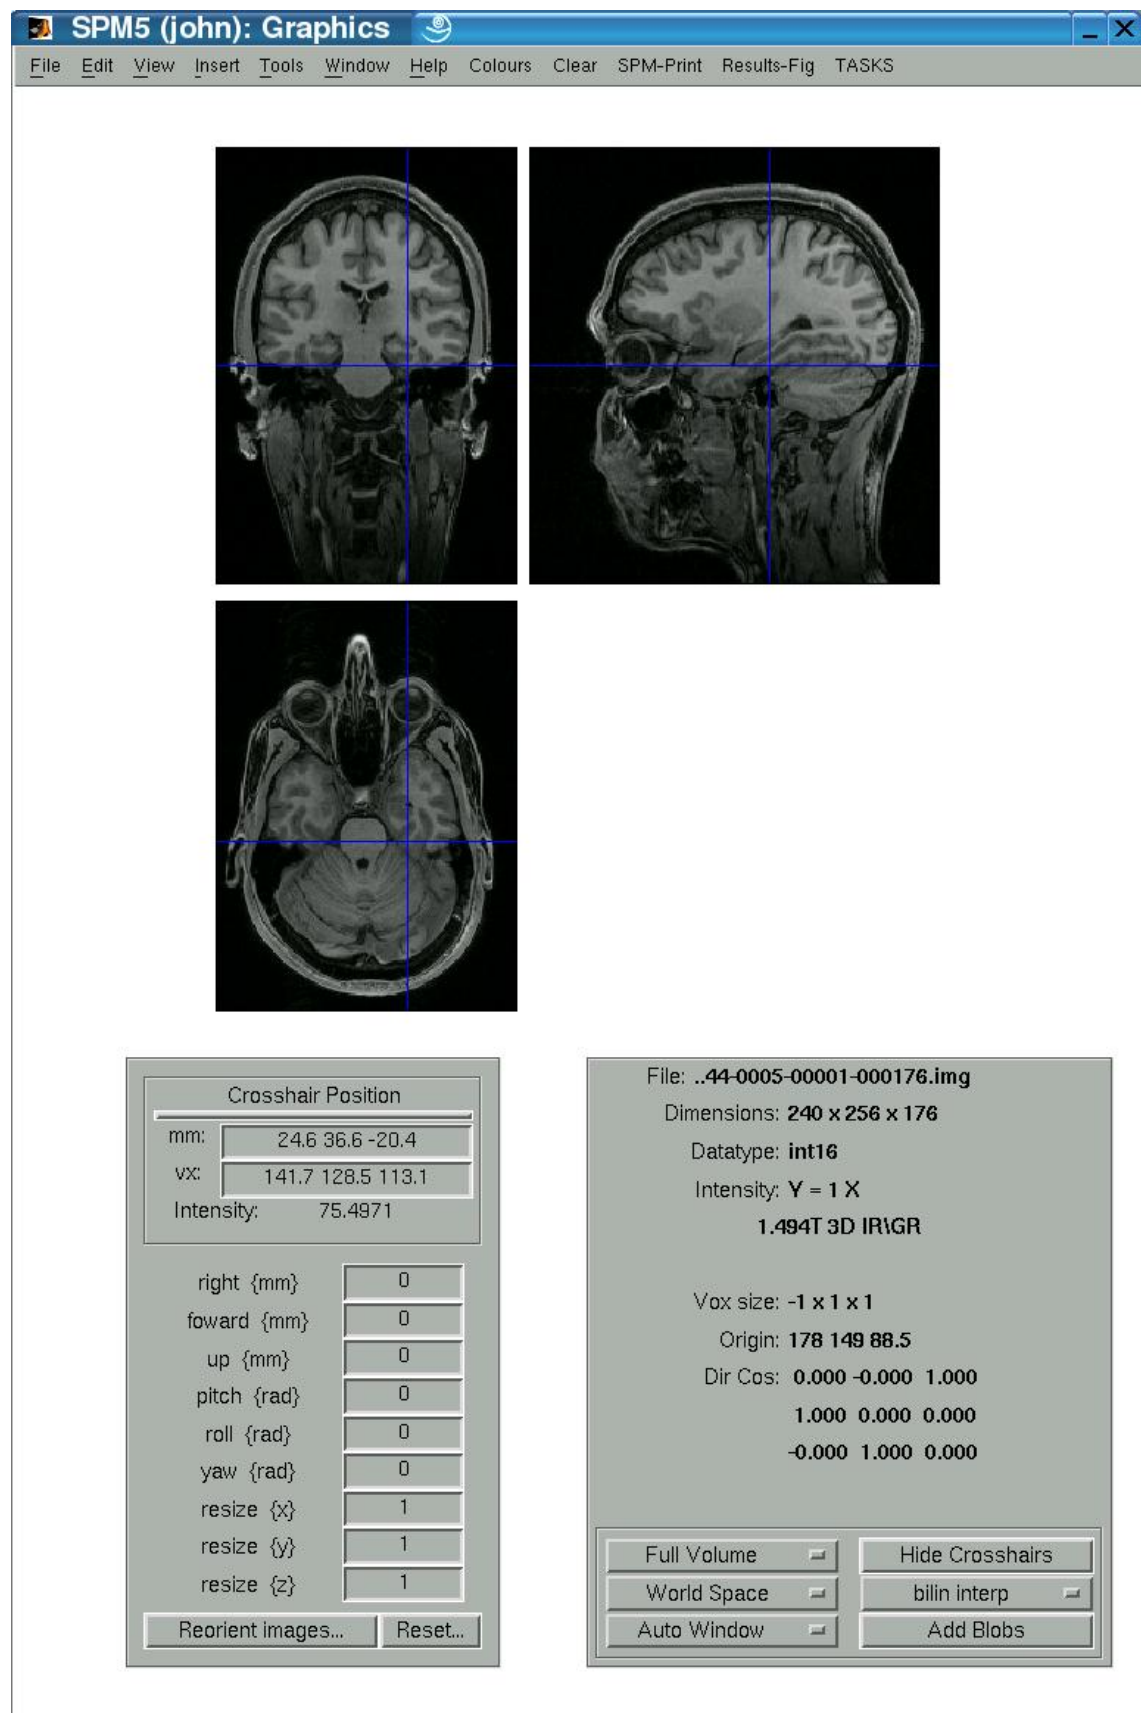 SPM5 (john): Graphics
File Edit View Insert Tools Window Help Colours Clear SPM-Print Results-Fig TASKS
Crosshair Position
mm: 24.6 36.6 -20.4
vx: 141.7 128.5 113.1
Intensity: 75.4971
right {mm} 0
foward {mm} 0
up {mm} 0
pitch {rad} 0
roll {rad} 0
yaw {rad} 0
resize {x} 1
resize {y} 1
resize {z} 1
Reorient images... Reset...
File: ..44-0005-00001-000176.img
Dimensions: 240 x 256 x 176
Datatype: int16
Intensity: Y = 1 X
1.494T 3D IR\GR
Vox size: -1 x 1 x 1
Origin: 178 149 88.5
Dir Cos: 0.000 -0.000 1.000
1.000 0.000 0.000
-0.000 1.000 0.000
Full Volume Hide Crosshairs
World Space bilin interp
Auto Window Add Blobs